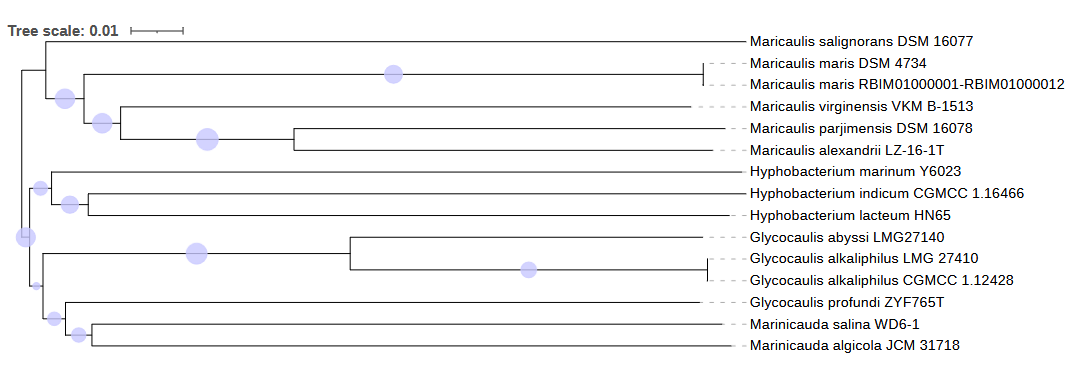 Tree scale: 0.01
Maricaulis salignorans DSM 16077
Maricaulis maris DSM 4734
Maricaulis maris RBIM01000001-RBIM01000012
Maricaulis virginensis VKM B-1513
Maricaulis parjimensis DSM 16078
Maricaulis alexandrii LZ-16-1T
Hyphobacterium marinum Y6023
Hyphobacterium indicum CGMCC 1.16466
Hyphobacterium lacteum HN65
Glycocaulis abyssi LMG27140
Glycocaulis alkaliphilus LMG 27410
Glycocaulis alkaliphilus CGMCC 1.12428
Glycocaulis profundi ZYF765T
Marinicauda salina WD6-1
Marinicauda algicola JCM 31718